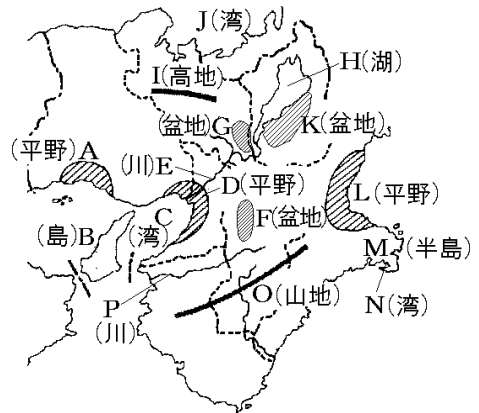 J(湾)
H(湖)
I(高地)
(盆地)G
K(盆地)
(平野)A
(川)E
D(平野)
L(平野)
C
(湾)
(島)B
F(盆地)
M(半島)
O(山地)
N(湾)
P
(川)